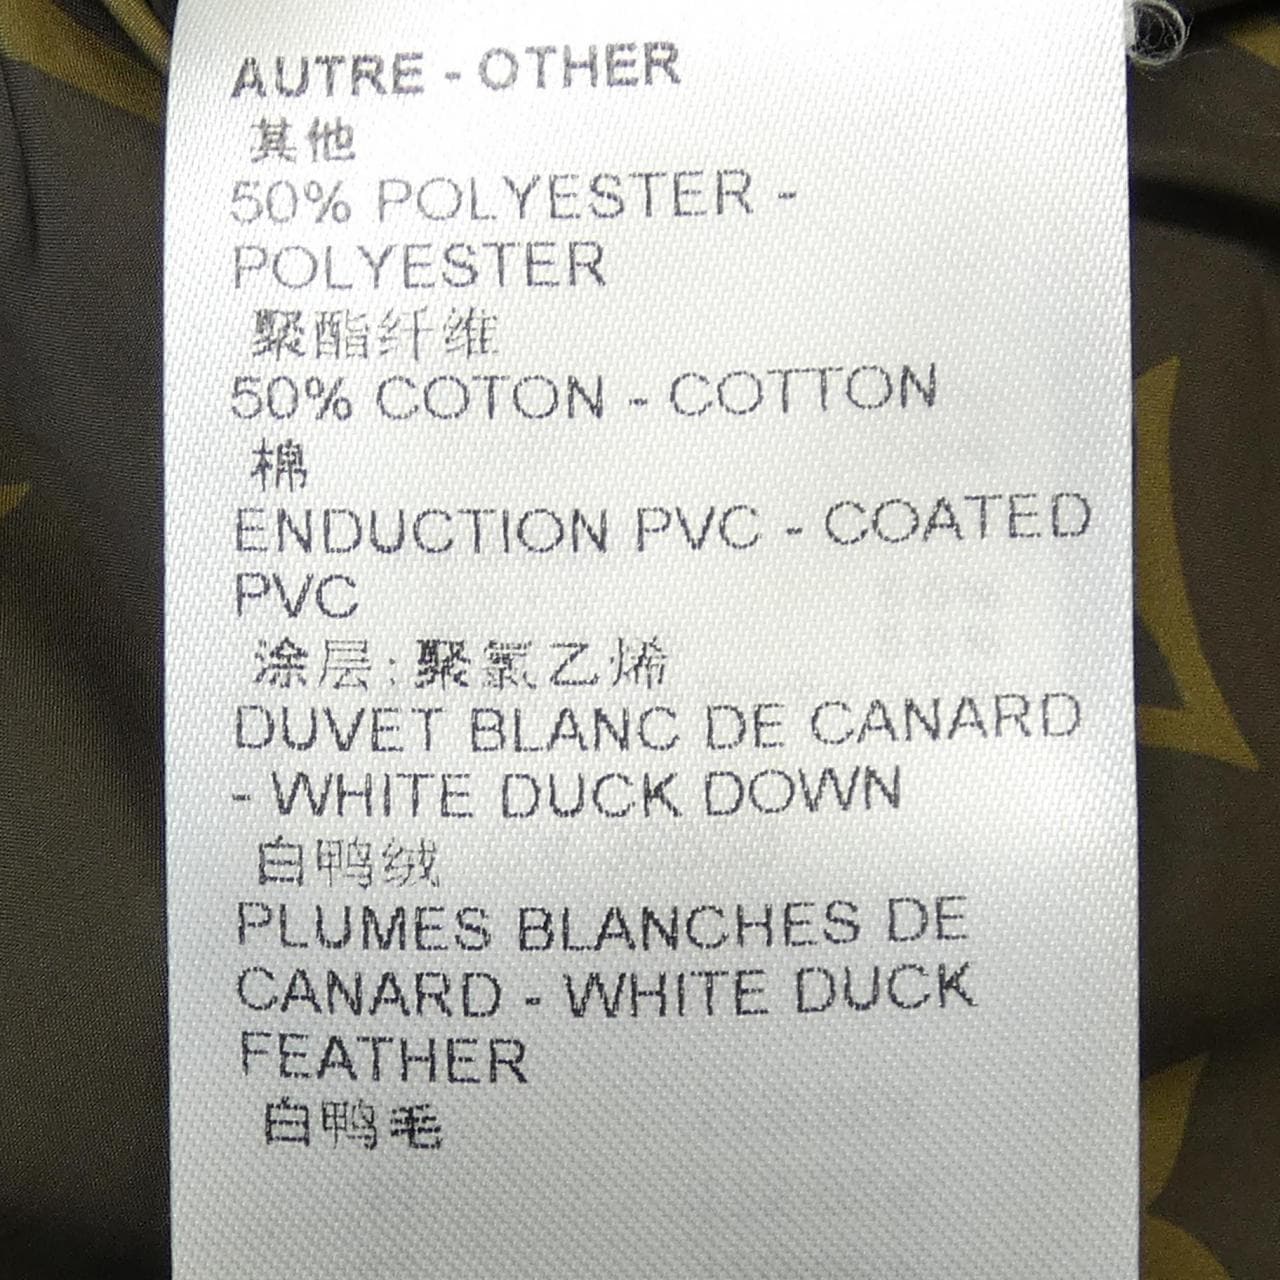 AUTRE - OTHER
其他
50% POLYESTER -
POLYESTER
聚酯纤维
50% COTON - COTTON
棉
ENDUCTION PVC - COATED
PVC
涂层:聚氯乙烯
DUVET BLANC DE CANARD
- WHITE DUCK DOWN
白鸭绒
PLUMES BLANCHES DE
CANARD - WHITE DUCK
FEATHER
白鸭毛